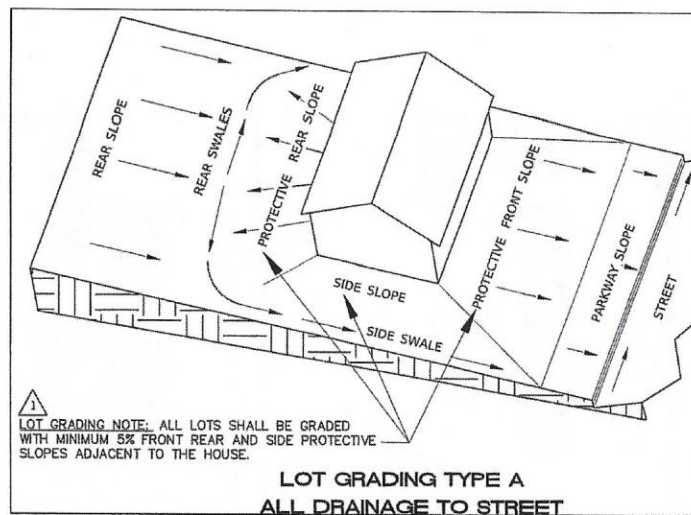 REAR SLOPE
REAR SWALES
PROTECTIVE REAR SLOPE
SIDE SLOPE
SIDE SWALE
PROTECTIVE FRONT SLOPE
PARKWAY SLOPE
STREET
1
LOT GRADING NOTE: ALL LOTS SHALL BE GRADED
WITH MINIMUM 5% FRONT REAR AND SIDE PROTECTIVE
SLOPES ADJACENT TO THE HOUSE.
LOT GRADING TYPE A
ALL DRAINAGE TO STREET